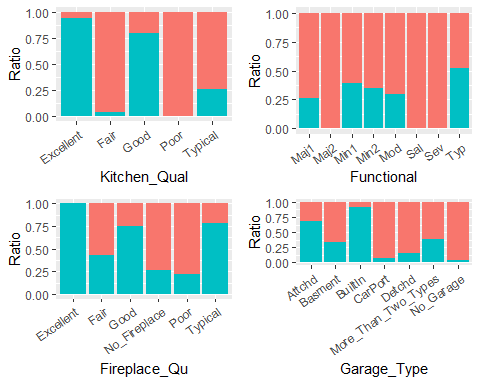 1.00
0.75
0.50
0.25
0.00
Ratio
Excellent
Fair
Good
Poor
Typical
Kitchen_Qual
1.00
0.75
0.50
0.25
0.00
Ratio
Maj1
Maj2
Min1
Min2
Mod
Sal
Sev
Typ
Functional
1.00
0.75
0.50
0.25
0.00
Ratio
Excellent
Fair
Good
No_Fireplace
Poor
Typical
Fireplace_Qu
1.00
0.75
0.50
0.25
0.00
Ratio
Attchd
Basment
BuiltIn
CarPort
Detchd
More_Than_Two_Types
No_Garage
Garage_Type